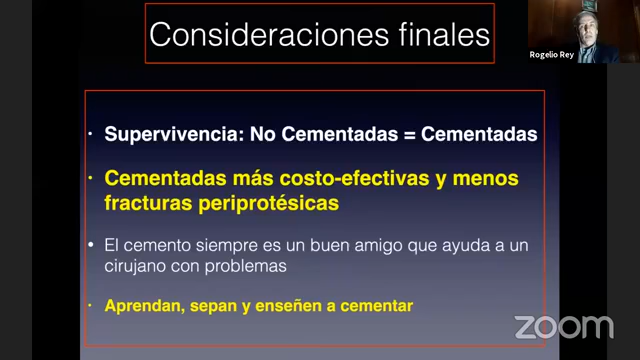 Consideraciones finales
Rogelio Rey
• Supervivencia: No Cementadas = Cementadas
• Cementadas más costo-efectivas y menos
fracturas periprotésicas
• El cemento siempre es un buen amigo que ayuda a un
cirujano con problemas
• Aprendan, sepan y enseñen a cementar
zoom